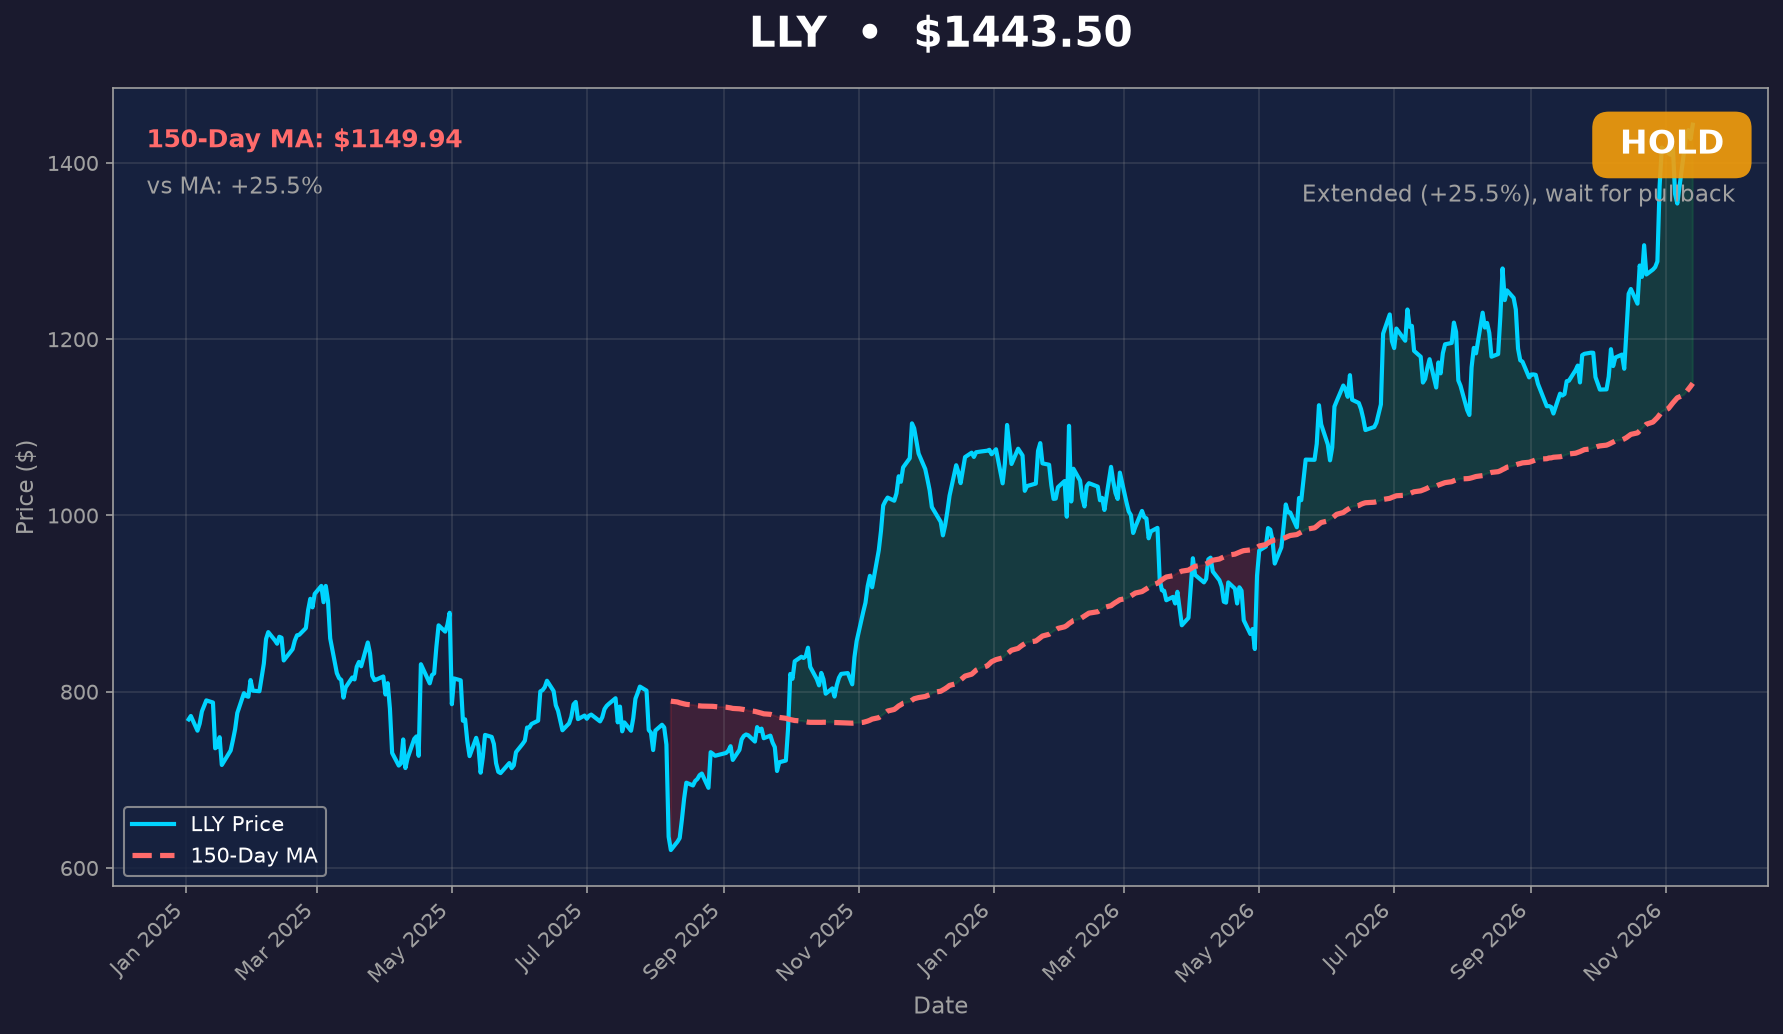 LLY • $1443.50
150-Day MA: $1149.94
vs MA: +25.5%
HOLD
Extended (+25.5%), wait for pullback
1400
1200
1000
800
600
Price ($)
LLY Price
150-Day MA
Jan 2025
Mar 2025
May 2025
Jul 2025
Sep 2025
Nov 2025
Jan 2026
Mar 2026
May 2026
Jul 2026
Sep 2026
Nov 2026
Date